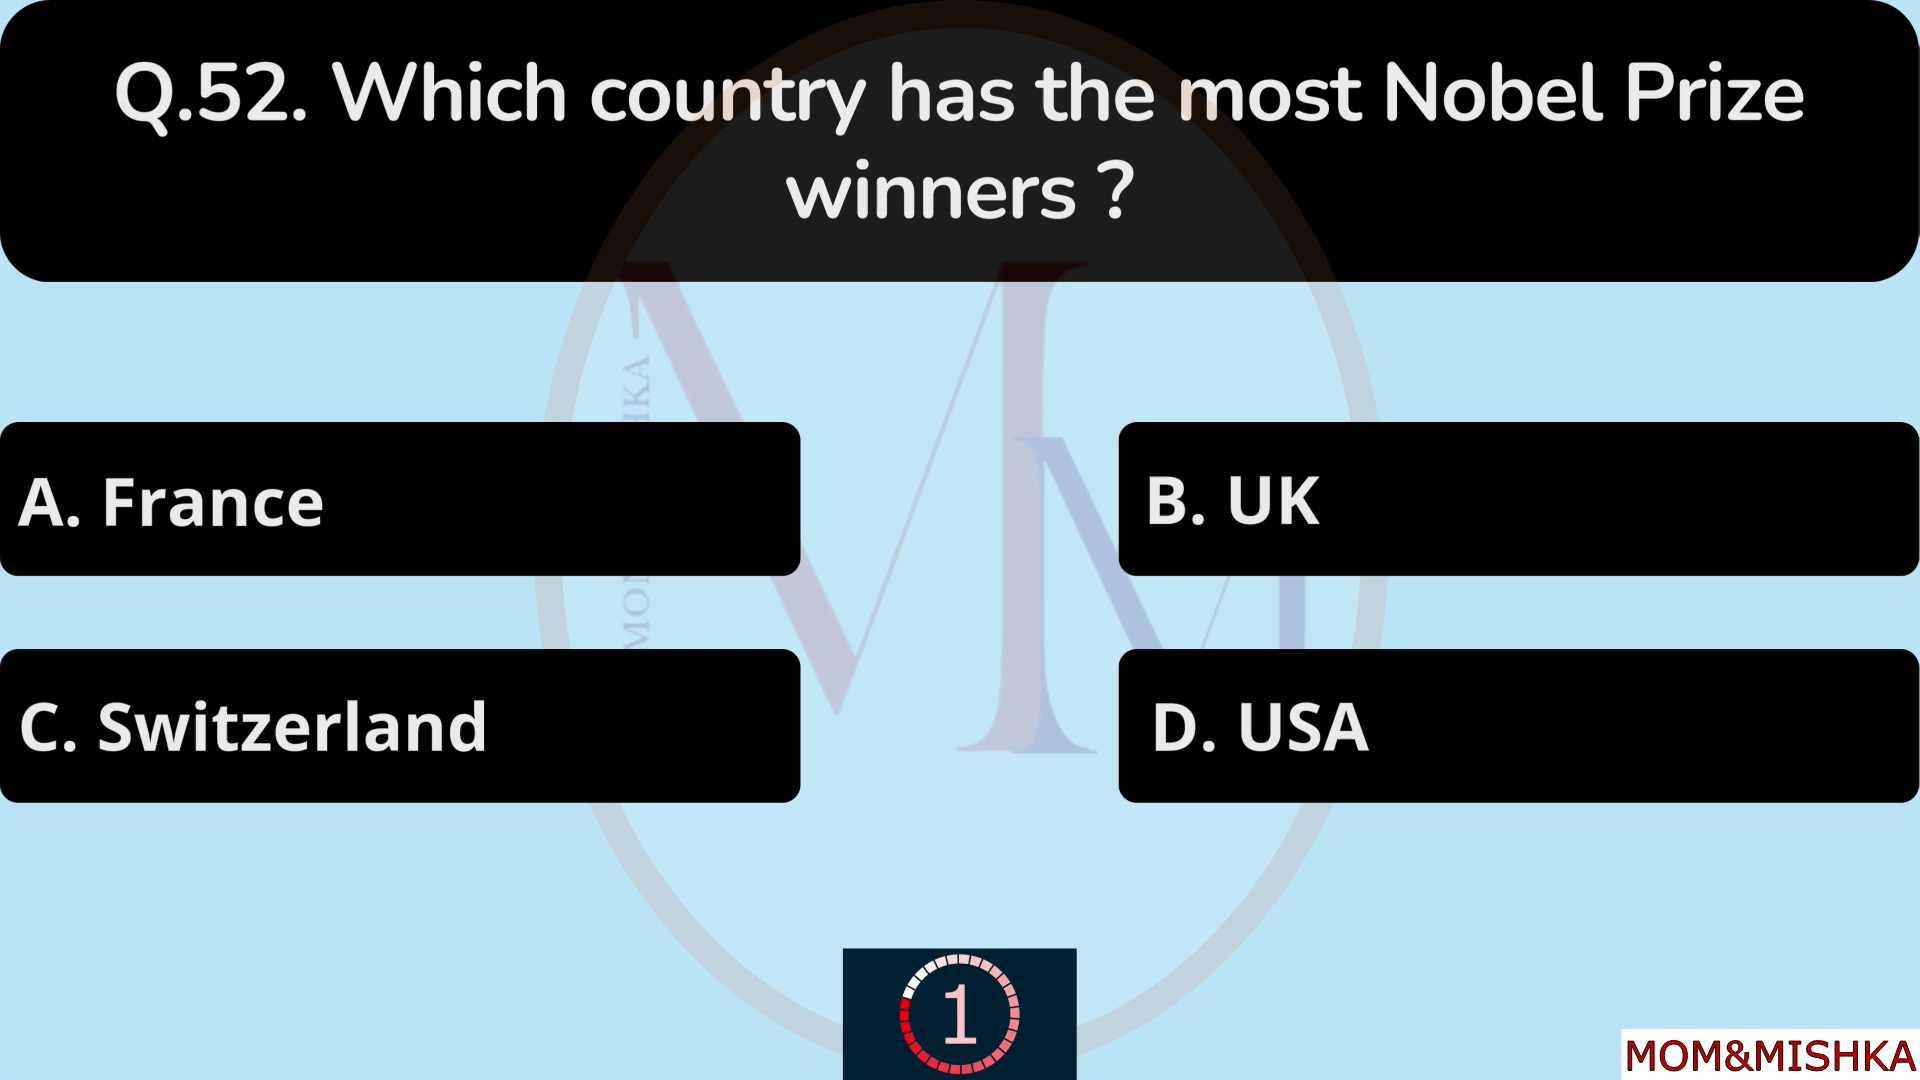 Q.52. Which country has the most Nobel Prize
winners ?
A. France
B. UK
C. Switzerland
D. USA
1
MOM&MISHKA